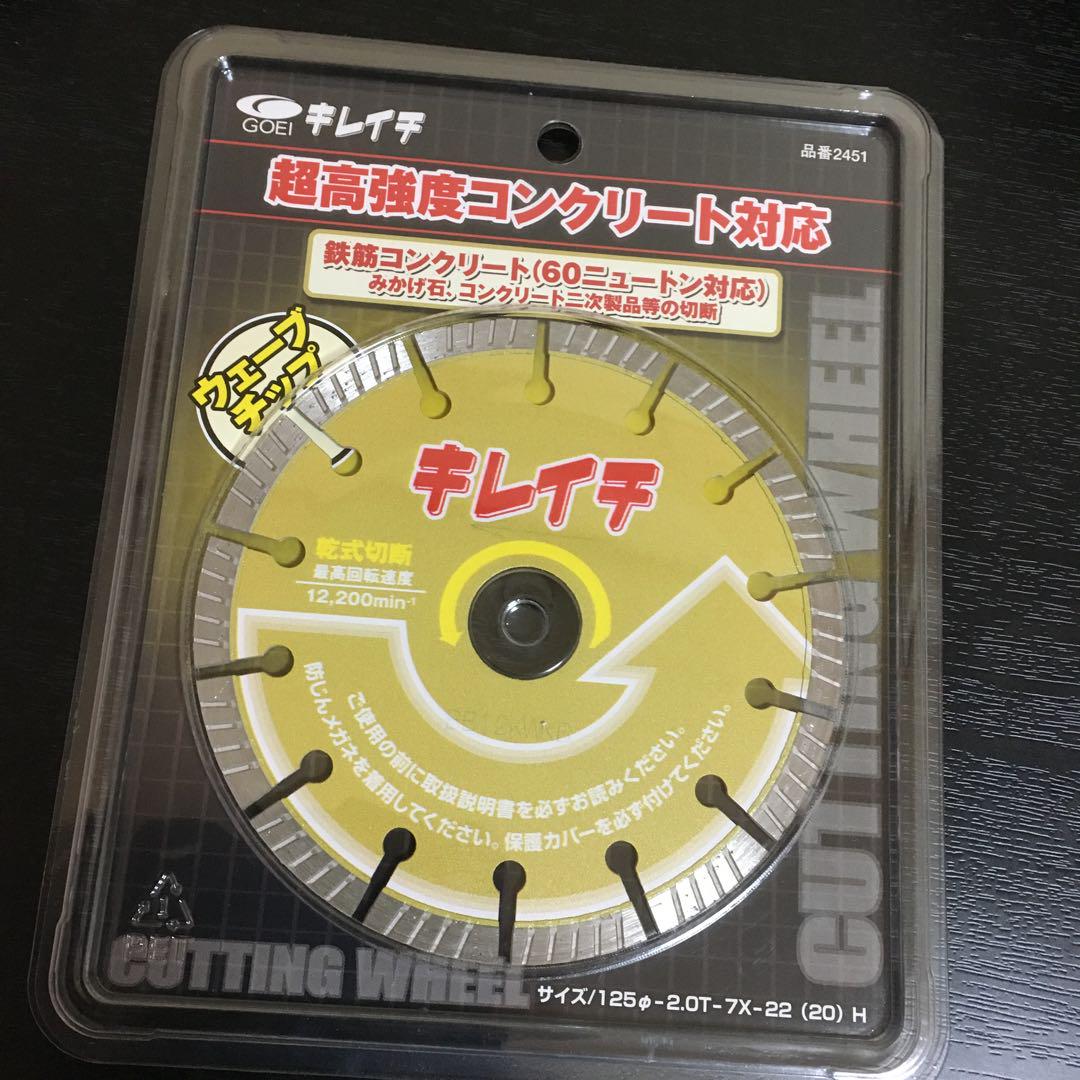 GOEI キレイチ
品番2451
超高強度コンクリート対応
鉄筋コンクリート(60ニュートン対応)
みかげ石、コンクリート二次製品等の切断
ウェーブ
チップ
キレイチ
乾式切断
最高回転速度
12,200min-1
ご使用の前に取扱説明書を必ずお読みください。
防じんメガネを着用してください。保護カバーを必ず付けてください。
CUTTING WHEEL
CUTTING WHEEL
サイズ/125φ-2.0T-7X-22(20)H
1